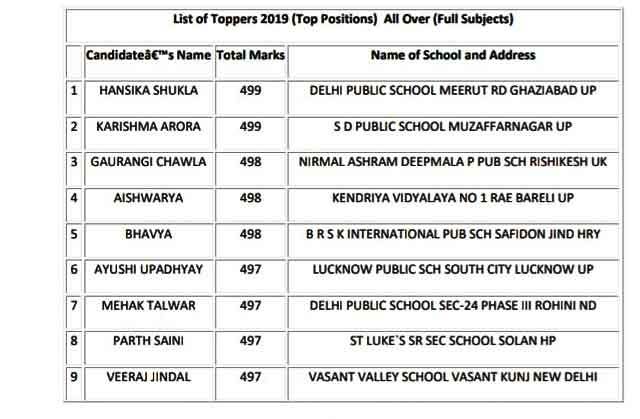 List of Toppers 2019 (Top Positions) All Over (Full Subjects)
Candidateâ€™s Name Total Marks Name of School and Address
1 HANSIKA SHUKLA 499 DELHI PUBLIC SCHOOL MEERUT RD GHAZIABAD UP
2 KARISHMA ARORA 499 S D PUBLIC SCHOOL MUZAFFARNAGAR UP
3 GAURANGI CHAWLA 498 NIRMAL ASHRAM DEEPMALA P PUB SCH RISHIKESH UK
4 AISHWARYA 498 KENDRIYA VIDYALAYA NO 1 RAE BARELI UP
5 BHAVYA 498 B R S K INTERNATIONAL PUB SCH SAFIDON JIND HRY
6 AYUSHI UPADHYAY 497 LUCKNOW PUBLIC SCH SOUTH CITY LUCKNOW UP
7 MEHAK TALWAR 497 DELHI PUBLIC SCHOOL SEC-24 PHASE III ROHINI ND
8 PARTH SAINI 497 ST LUKE`S SR SEC SCHOOL SOLAN HP
9 VEERAJ JINDAL 497 VASANT VALLEY SCHOOL VASANT KUNJ NEW DELHI